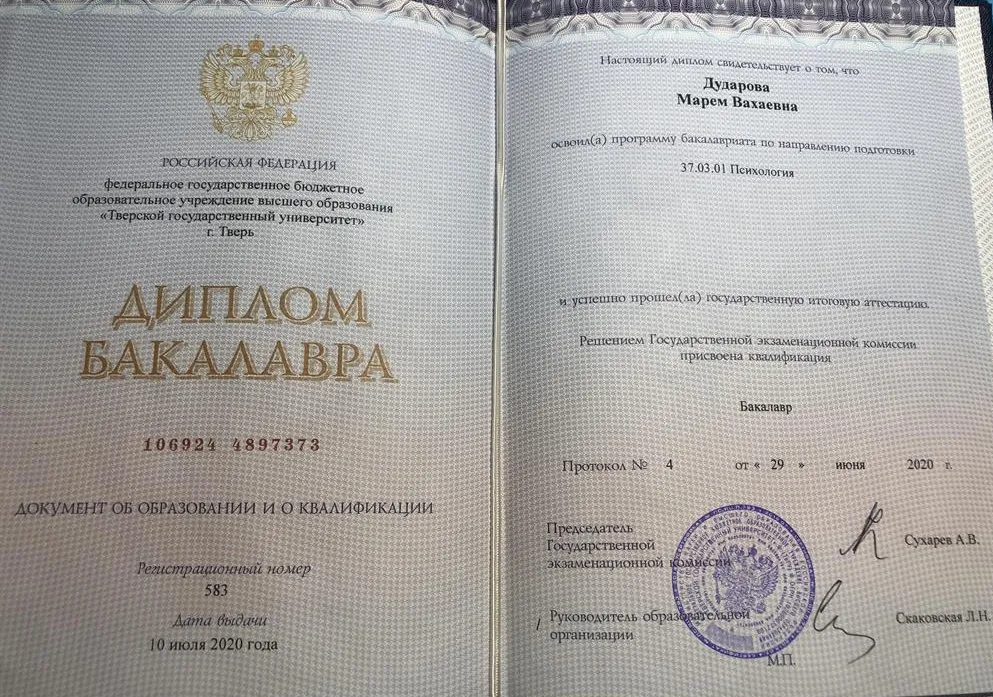 РОССИЙСКАЯ ФЕДЕРАЦИЯ
федеральное государственное бюджетное
образовательное учреждение высшего образования
«Тверской государственный университет»
г. Тверь
ДИПЛОМ
БАКАЛАВРА
106924 4897373
ДОКУМЕНТ ОБ ОБРАЗОВАНИИ И О КВАЛИФИКАЦИИ
Регистрационный номер
583
Дата выдачи
10 июля 2020 года
Настоящий диплом свидетельствует о том, что
Дударова
Марем Вахаевна
освоил(а) программу бакалавриата по направлению подготовки
37.03.01 Психология
и успешно прошел(ла) государственную итоговую аттестацию.
Решением Государственной экзаменационной комиссии
присвоена квалификация
Бакалавр
Протокол № 4 от « 29 » июня 2020 г.
Председатель
Государственной
экзаменационной комиссии
Сухарев А.В.
Руководитель образовательной
организации
Скаковская Л.Н.
М.П.